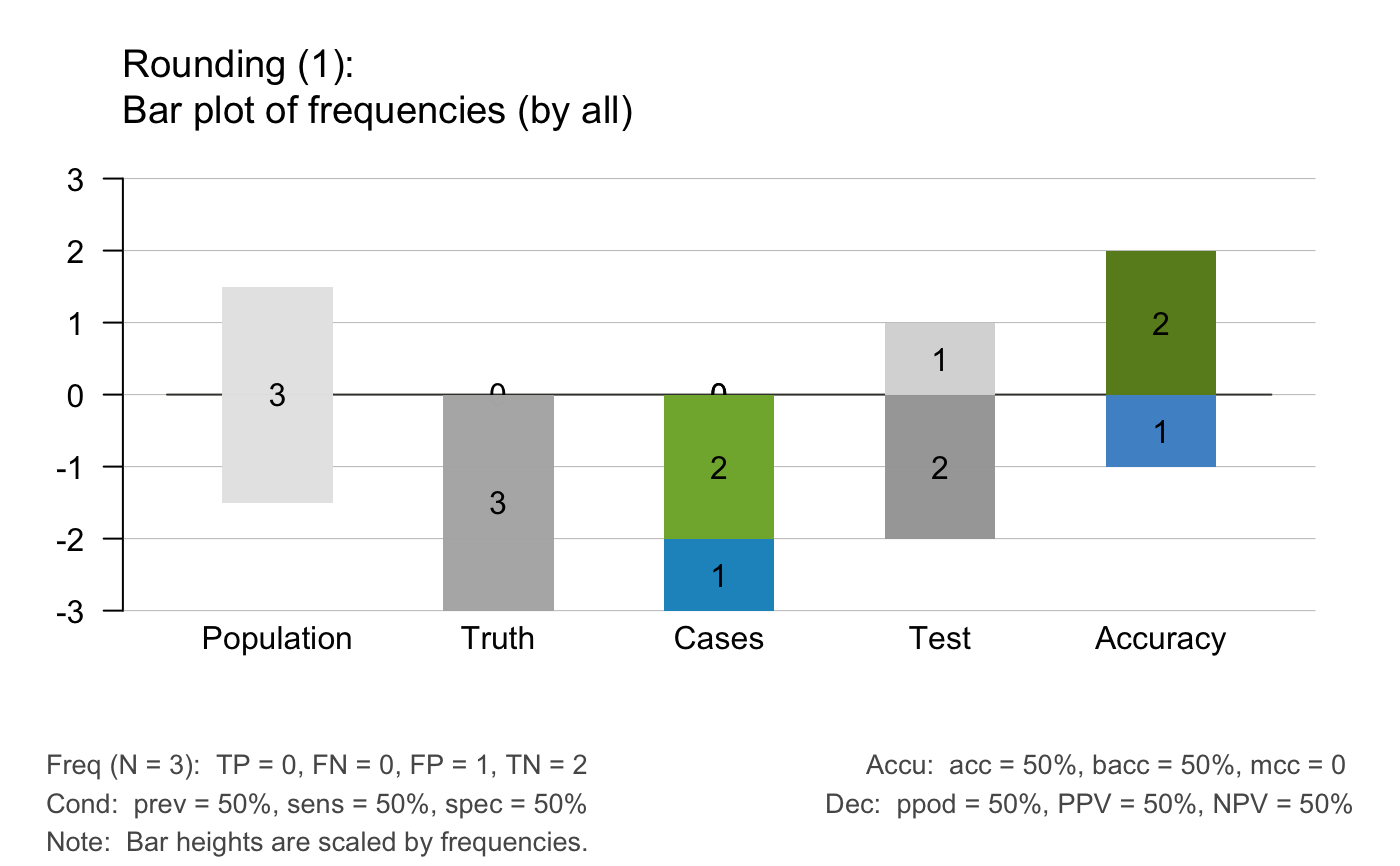 Rounding (1):
Bar plot of frequencies (by all)
3
2
1
0
-1
-2
-3
3
0
3
0
2
1
1
2
2
1
Population Truth Cases Test Accuracy
Freq (N = 3): TP = 0, FN = 0, FP = 1, TN = 2
Cond: prev = 50%, sens = 50%, spec = 50%
Note: Bar heights are scaled by frequencies.
Accu: acc = 50%, bacc = 50%, mcc = 0
Dec: ppod = 50%, PPV = 50%, NPV = 50%